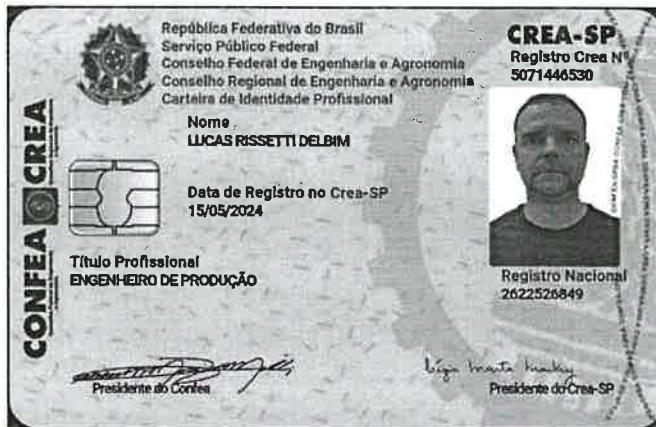 República Federativa do Brasil
Serviço Público Federal
Conselho Federal de Engenharia e Agronomia
Conselho Regional de Engenharia e Agronomia
Carteira de Identidade Profissional
CREA-SP
Registro Crea Nº
5071446530
CONFEA CREA
Nome
LUCAS RISSETTI DELBIM
Data de Registro no Crea-SP
15/05/2024
Título Profissional
ENGENHEIRO DE PRODUÇÃO
Registro Nacional
2622526849
Presidente do Confea
Presidente do Crea-SP